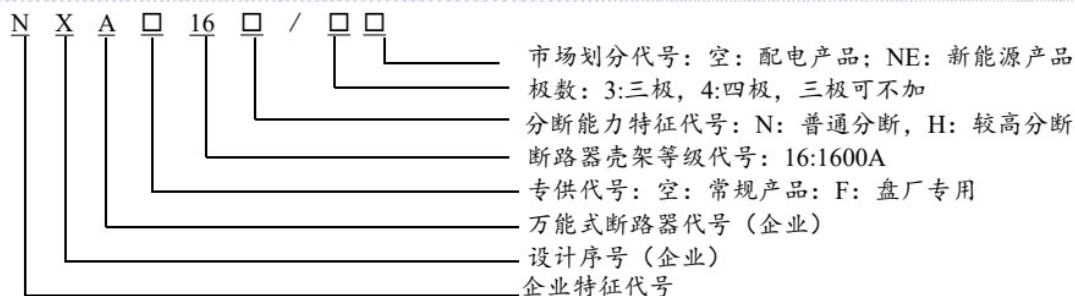 N X A □ 16 □ / □ □
市场划分代号：空：配电产品；NE：新能源产品
极数：3:三极，4:四极，三极可不加
分断能力特征代号：N：普通分断，H：较高分断
断路器壳架等级代号：16:1600A
专供代号：空：常规产品：F：盘厂专用
万能式断路器代号（企业）
设计序号（企业）
企业特征代号